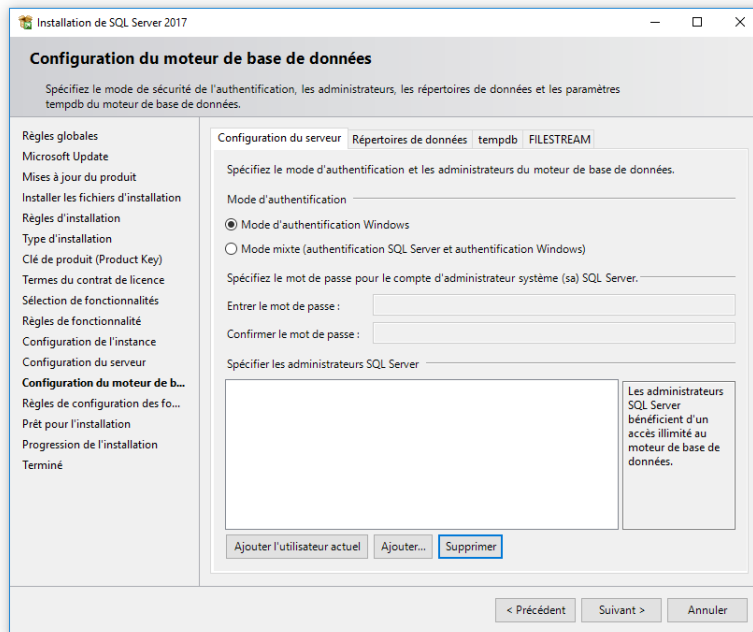 Installation de SQL Server 2017
Configuration du moteur de base de données
Spécifiez le mode de sécurité de l'authentification, les administrateurs, les répertoires de données et les paramètres
tempdb du moteur de base de données.
Règles globales
Microsoft Update
Mises à jour du produit
Installer les fichiers d'installation
Règles d'installation
Type d'installation
Clé de produit (Product Key)
Termes du contrat de licence
Sélection de fonctionnalités
Règles de fonctionnalité
Configuration de l'instance
Configuration du serveur
Configuration du moteur de b...
Règles de configuration des fo...
Prêt pour l'installation
Progression de l'installation
Terminé
Configuration du serveur Répertoires de données tempdb FILESTREAM
Spécifiez le mode d'authentification et les administrateurs du moteur de base de données.
Mode d'authentification
Mode d'authentification Windows
Mode mixte (authentification SQL Server et authentification Windows)
Spécifiez le mot de passe pour le compte d'administrateur système (sa) SQL Server.
Entrer le mot de passe :
Confirmer le mot de passe :
Spécifier les administrateurs SQL Server
Les administrateurs
SQL Server
bénéficient d'un
accès illimité au
moteur de base de
données.
Ajouter l'utilisateur actuel Ajouter... Supprimer
< Précédent Suivant > Annuler